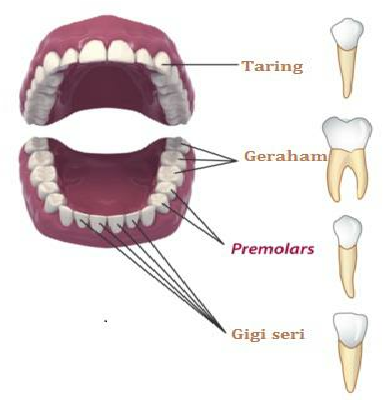 Taring
Geraham
Premolars
Gigi seri